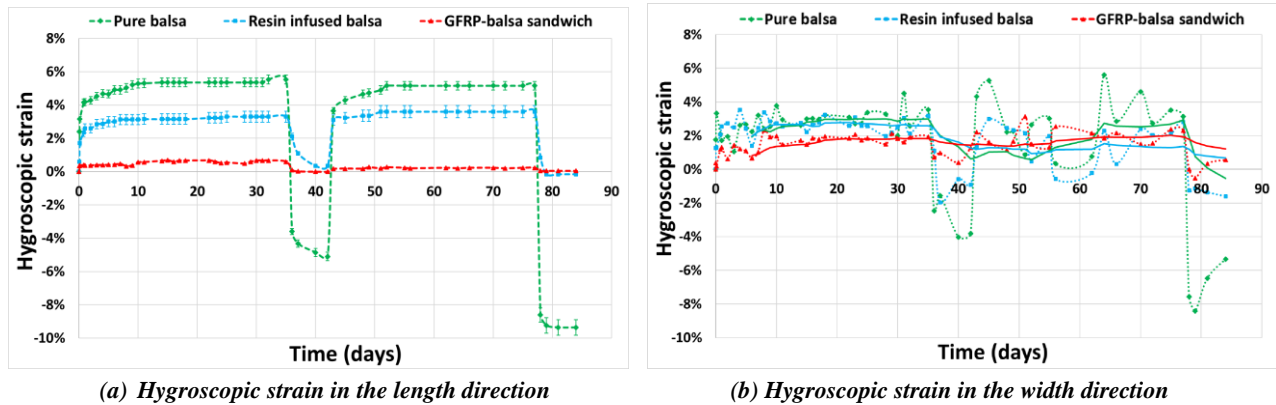 Pure balsa Resin infused balsa GFRP-balsa sandwich
8%
6%
4%
2%
0%
-2%
-4%
-6%
-8%
-10%
0 10 20 30 40 50 60 70 80 90
Hygroscopic strain
Time (days)
(a) Hygroscopic strain in the length direction
Pure balsa Resin infused balsa GFRP-balsa sandwich
8%
6%
4%
2%
0%
-2%
-4%
-6%
-8%
-10%
0 10 20 30 40 50 60 70 80 90
Hygroscopic strain
Time (days)
(b) Hygroscopic strain in the width direction